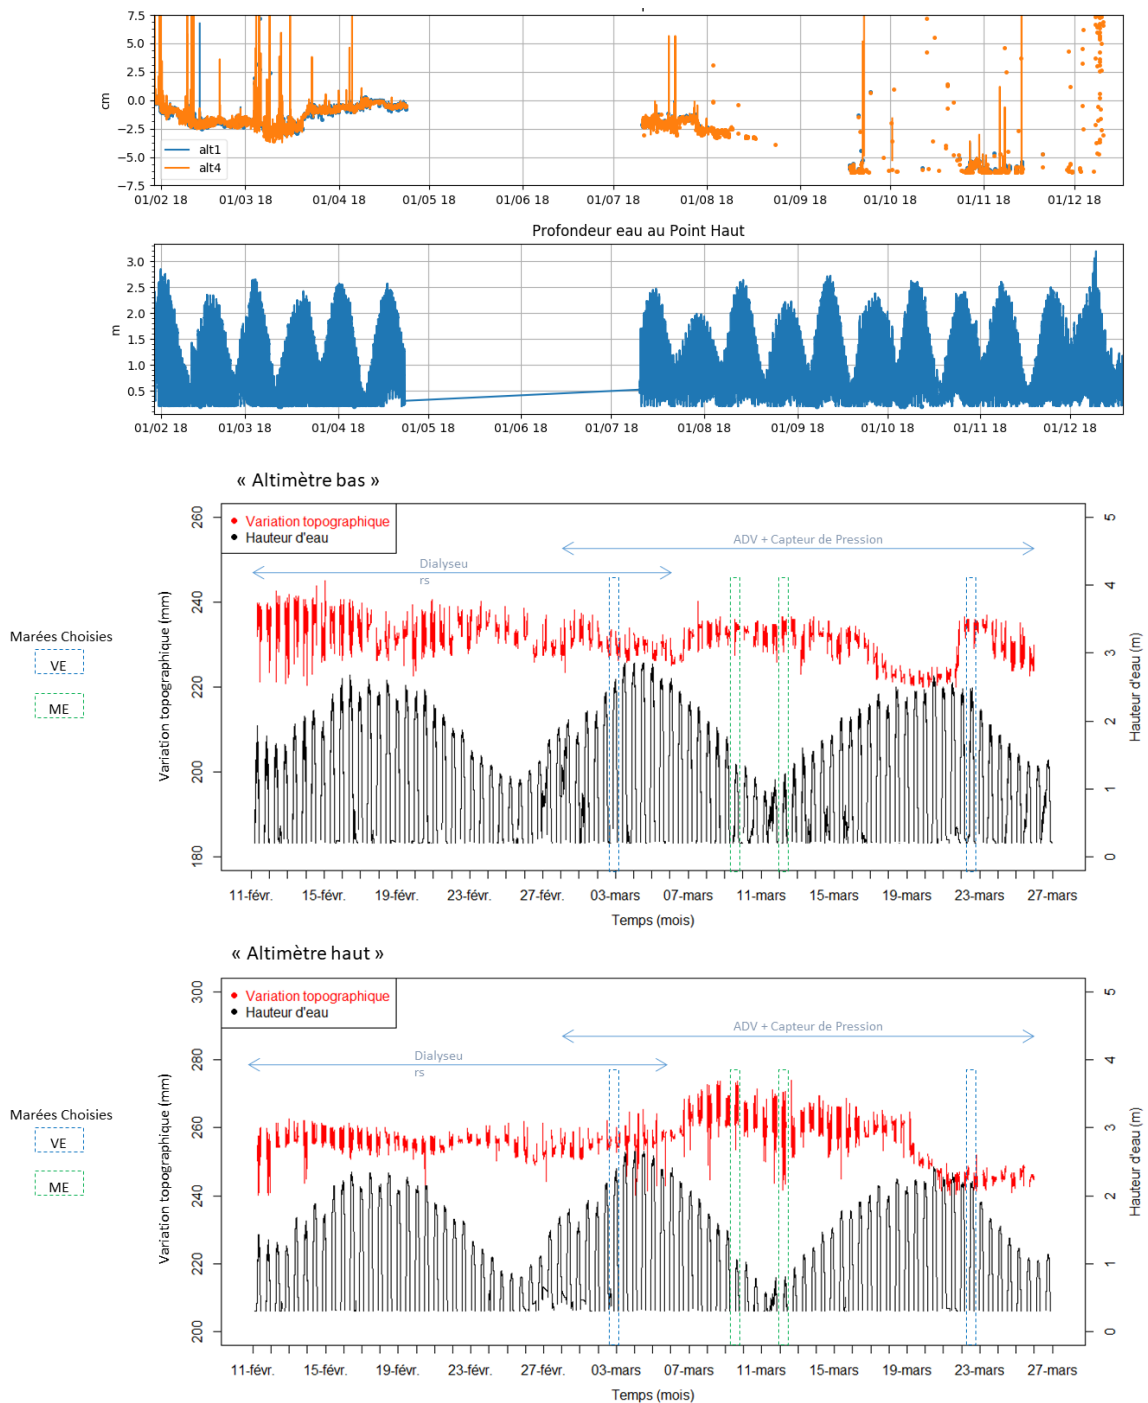 7.5
5.0
2.5
0.0
−2.5
−5.0
−7.5
cm
alt1
alt4
01/02 18
01/03 18
01/04 18
01/05 18
01/06 18
01/07 18
01/08 18
01/09 18
01/10 18
01/11 18
01/12 18
Profondeur eau au Point Haut
3.0
2.5
2.0
1.5
1.0
0.5
m
01/02 18
01/03 18
01/04 18
01/05 18
01/06 18
01/07 18
01/08 18
01/09 18
01/10 18
01/11 18
01/12 18
« Altimètre bas »
Variation topographique
Hauteur d'eau
ADV + Capteur de Pression
Dialyseu
rs
Marées Choisies
VE
ME
Variation topographique (mm)
260
240
220
200
180
5
4
3
2
1
0
Hauteur d'eau (m)
11-févr.
15-févr.
19-févr.
23-févr.
27-févr.
03-mars
07-mars
11-mars
15-mars
19-mars
23-mars
27-mars
Temps (mois)
« Altimètre haut »
Variation topographique
Hauteur d'eau
ADV + Capteur de Pression
Dialyseu
rs
Marées Choisies
VE
ME
Variation topographique (mm)
300
280
260
240
220
200
5
4
3
2
1
0
Hauteur d'eau (m)
11-févr.
15-févr.
19-févr.
23-févr.
27-févr.
03-mars
07-mars
11-mars
15-mars
19-mars
23-mars
27-mars
Temps (mois)